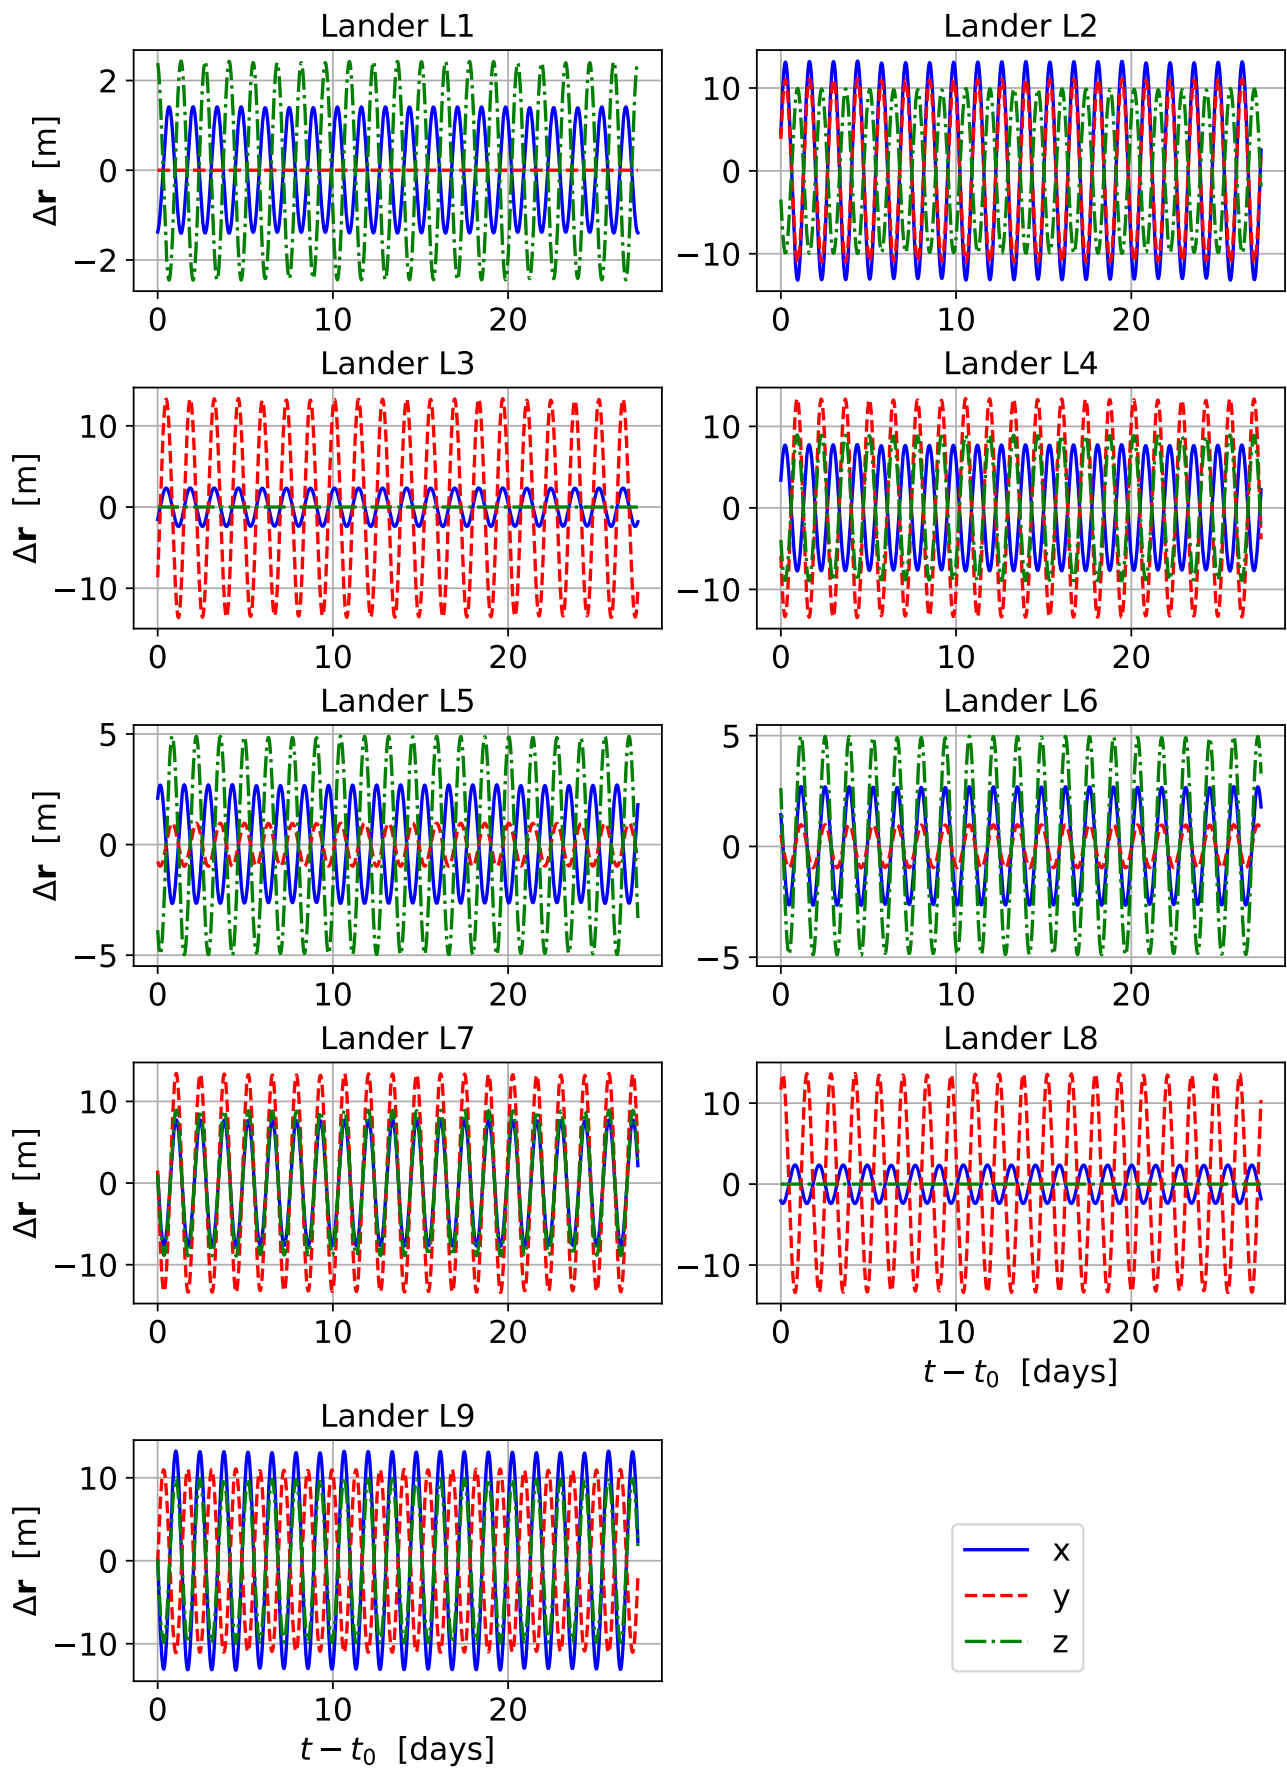 Lander L1
Lander L2
2
0
−2
Δr [m]
0 10 20
10
0
−10
0 10 20
Lander L3
Lander L4
10
0
−10
Δr [m]
0 10 20
10
0
−10
0 10 20
Lander L5
Lander L6
5
0
−5
Δr [m]
0 10 20
5
0
−5
0 10 20
Lander L7
Lander L8
10
0
−10
Δr [m]
0 10 20
10
0
−10
0 10 20
t − t₀ [days]
Lander L9
10
0
−10
Δr [m]
0 10 20
t − t₀ [days]
x
y
z